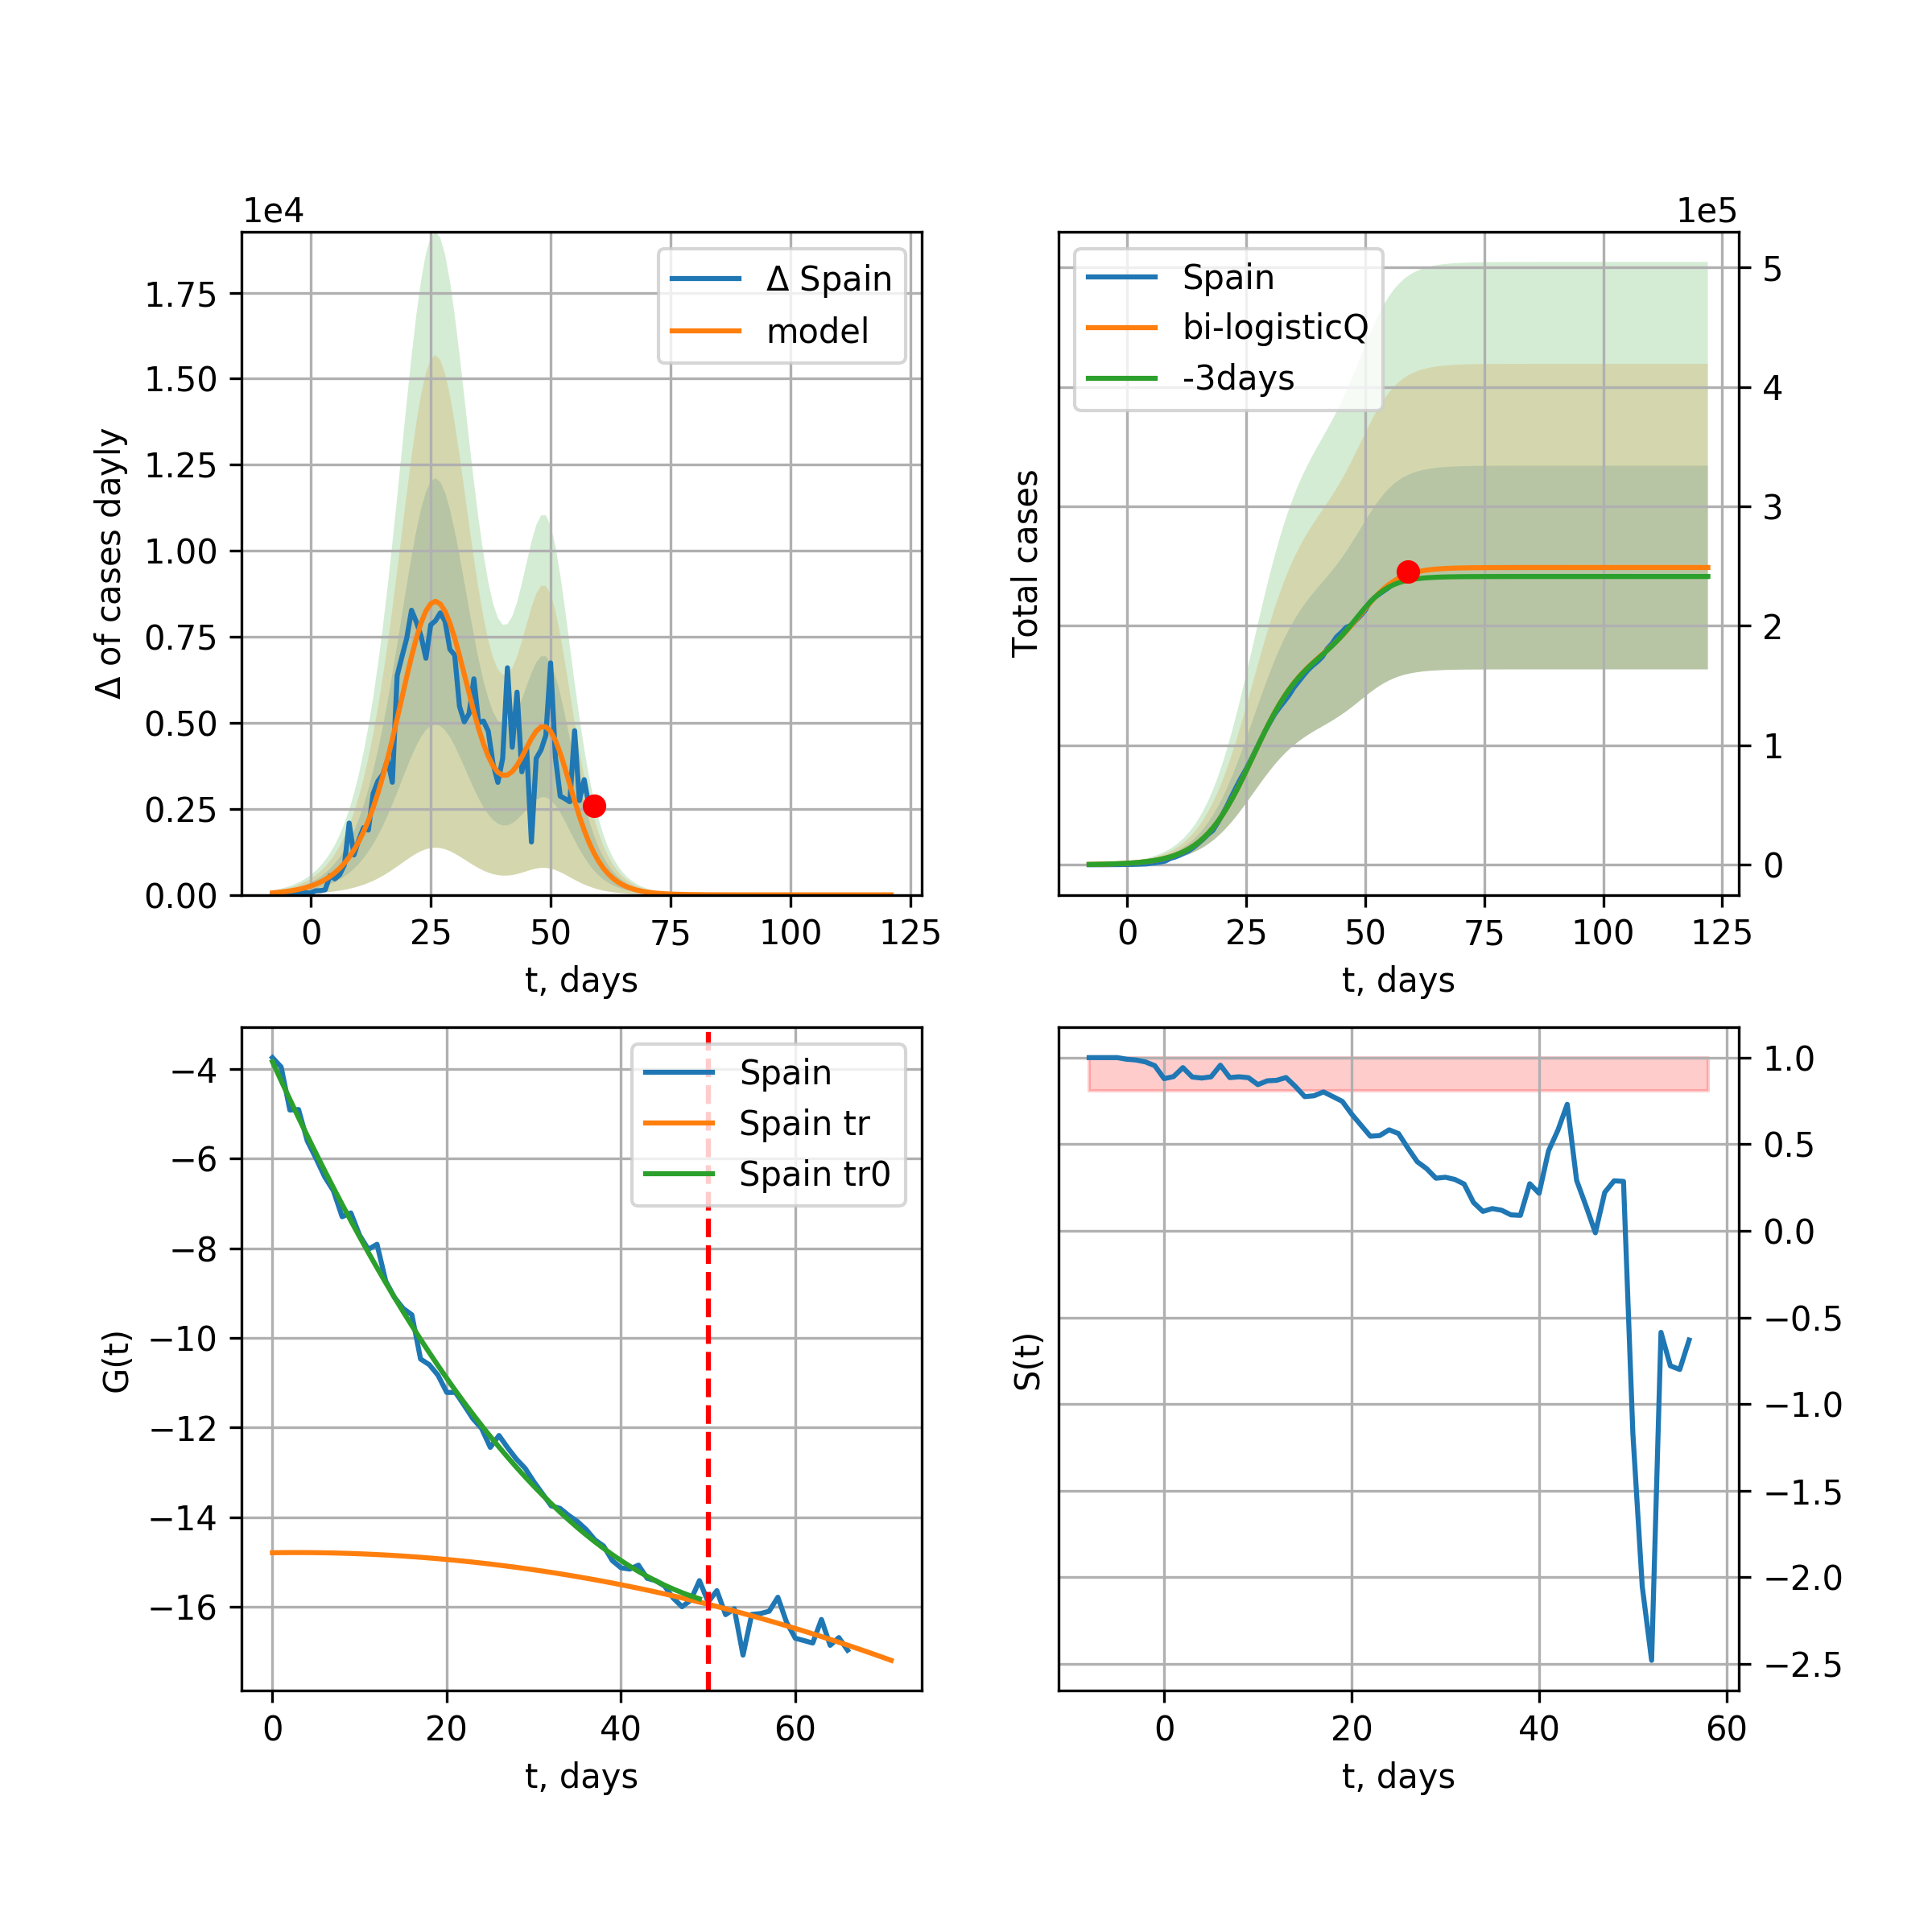 1e4
Δ of cases dayly
1.75
1.50
1.25
1.00
0.75
0.50
0.25
0.00
Δ Spain
model
0 25 50 75 100 125
t, days
1e5
Total cases
Spain
bi-logisticQ
-3days
5
4
3
2
1
0
0 25 50 75 100 125
t, days
G(t)
−4
−6
−8
−10
−12
−14
−16
Spain
Spain tr
Spain tr0
0 20 40 60
t, days
S(t)
1.0
0.5
0.0
−0.5
−1.0
−1.5
−2.0
−2.5
0 20 40 60
t, days